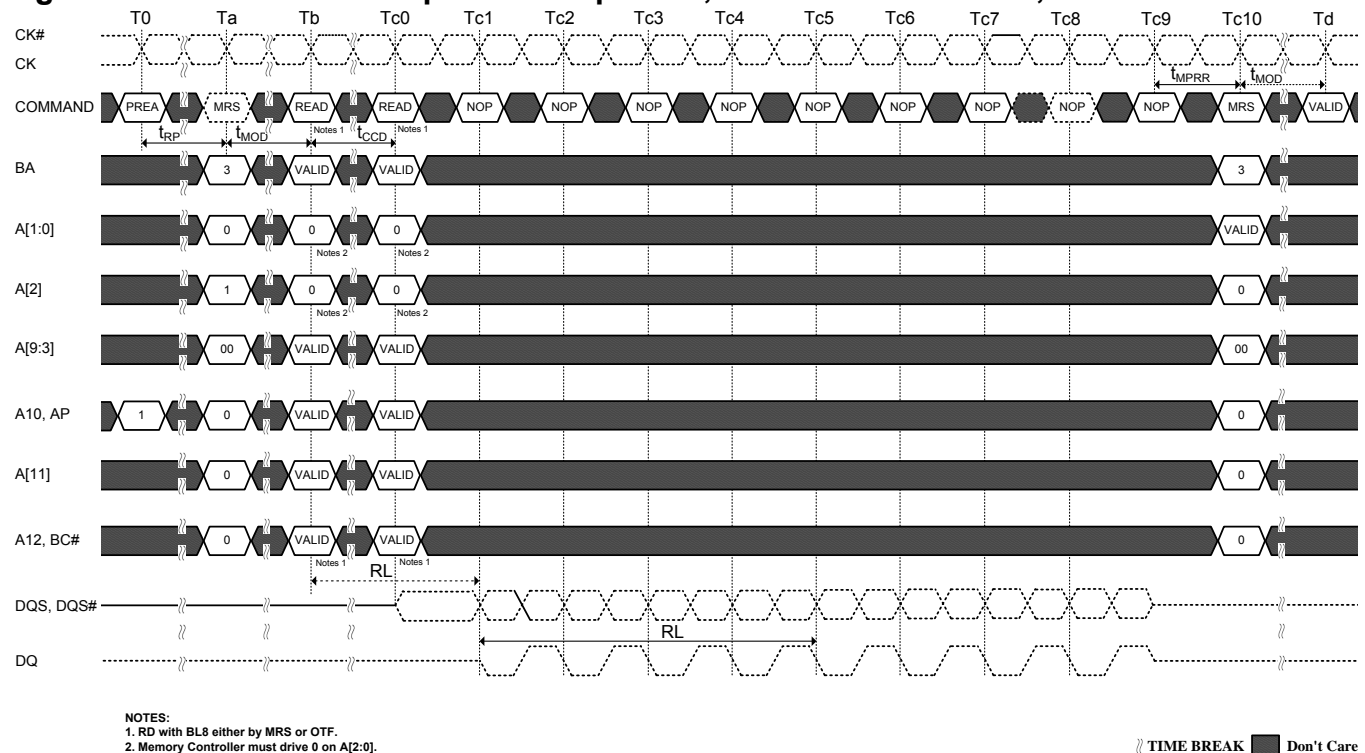 T0 Ta Tb Tc0 Tc1 Tc2 Tc3 Tc4 Tc5 Tc6 Tc7 Tc8 Tc9 Tc10 Td
CK#
CK
tMPRR tMOD
COMMAND PREA MRS READ READ NOP NOP NOP NOP NOP NOP NOP NOP NOP MRS VALID
tRP tMOD Notes 1 tCCD Notes 1
BA 3 VALID VALID 3
A[1:0] 0 0 0 VALID
Notes 2 Notes 2
A[2] 1 0 0 0
Notes 2 Notes 2
A[9:3] 00 VALID VALID 00
A10, AP 1 0 VALID VALID 0
A[11] 0 VALID VALID 0
A12, BC# 0 VALID VALID 0
Notes 1 Notes 1
RL
DQS, DQS#
RL
DQ
NOTES:
1. RD with BL8 either by MRS or OTF.
2. Memory Controller must drive 0 on A[2:0].
TIME BREAK Don't Care